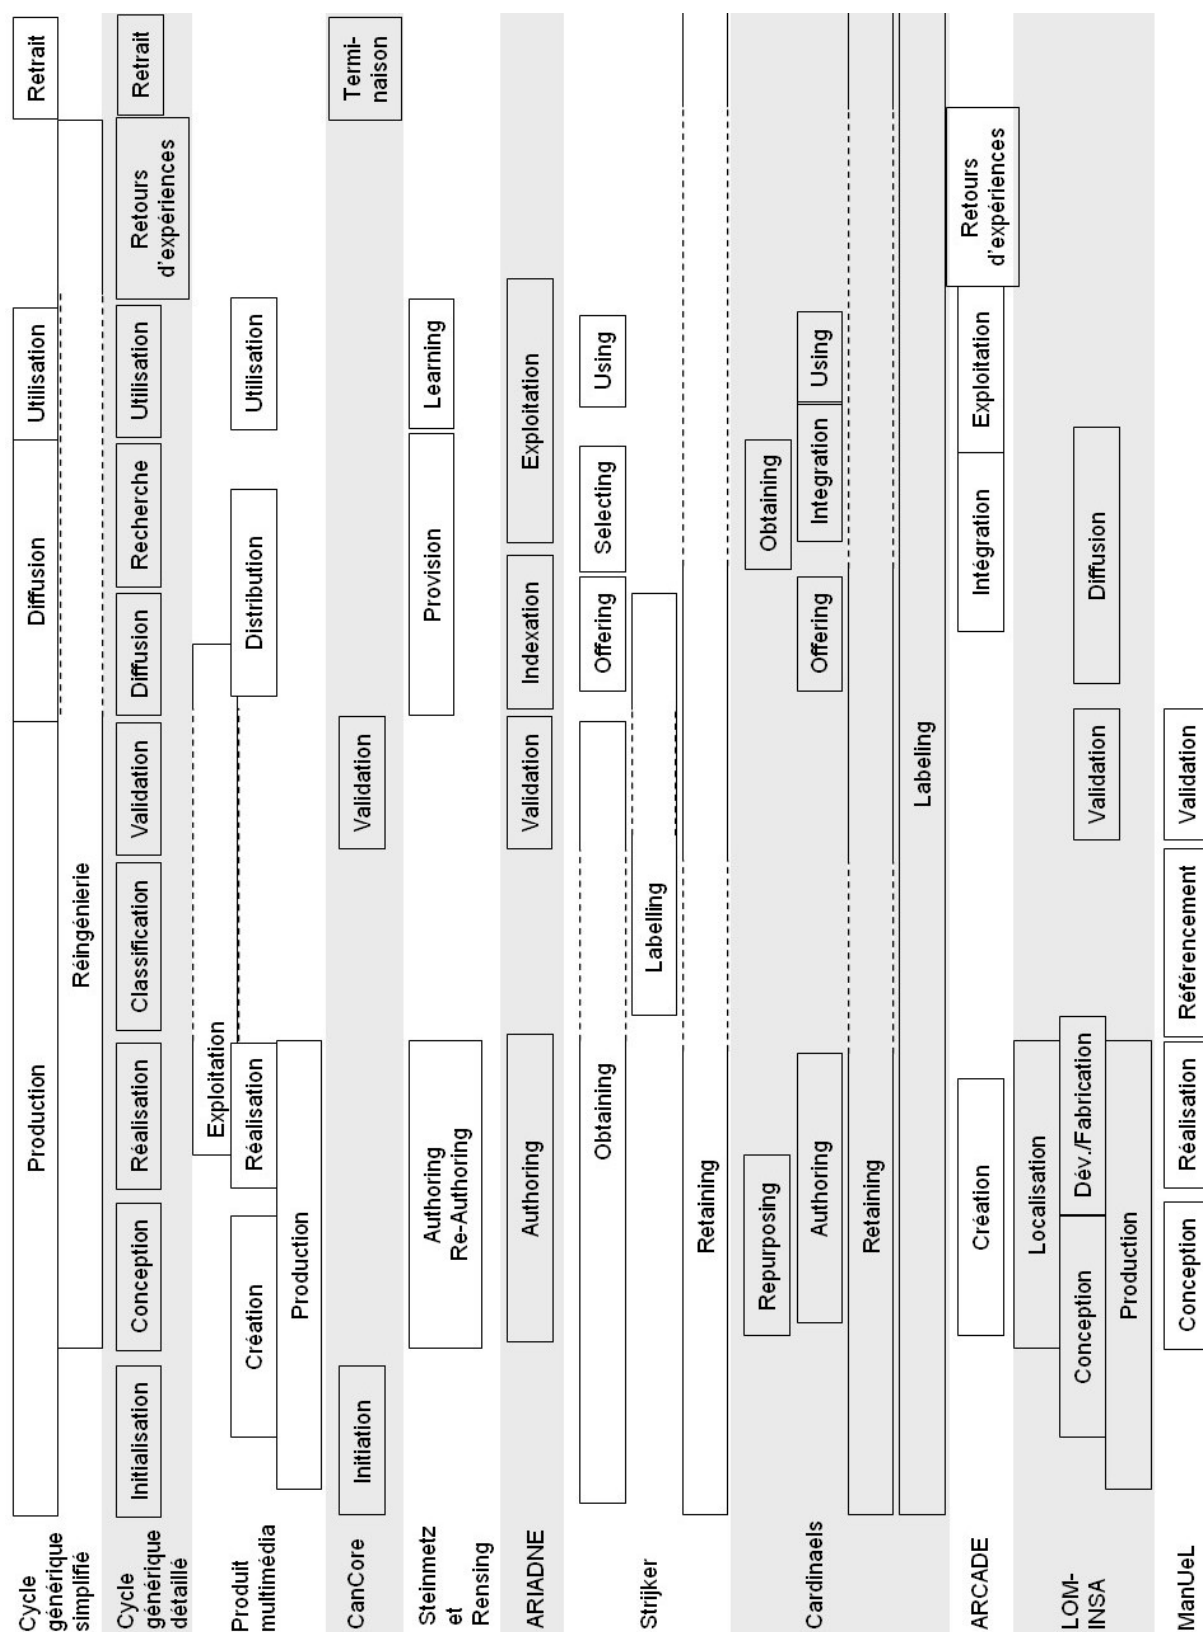 Cycle
générique
simplifié
Production
Diffusion
Utilisation
Retrait
Réingénierie
Cycle
générique
détaillé
Initialisation
Conception
Réalisation
Classification
Validation
Diffusion
Recherche
Utilisation
Retours
d'expériences
Retrait
Produit
multimédia
Exploitation
Création
Réalisation
Distribution
Utilisation
Production
CanCore
Initiation
Validation
Termi-
naison
Steinmetz
et
Rensing
Authoring
Re-Authoring
Provision
Learning
ARIADNE
Authoring
Validation
Indexation
Exploitation
Strijker
Obtaining
Offering
Selecting
Using
Labelling
Retaining
Cardinaels
Repurposing
Obtaining
Authoring
Offering
Integration
Using
Retaining
Labeling
ARCADE
Création
Intégration
Exploitation
Retours
d'expériences
LOM-
INSA
Localisation
Conception
Dév./Fabrication
Validation
Diffusion
Production
ManUeL
Conception
Réalisation
Référencement
Validation